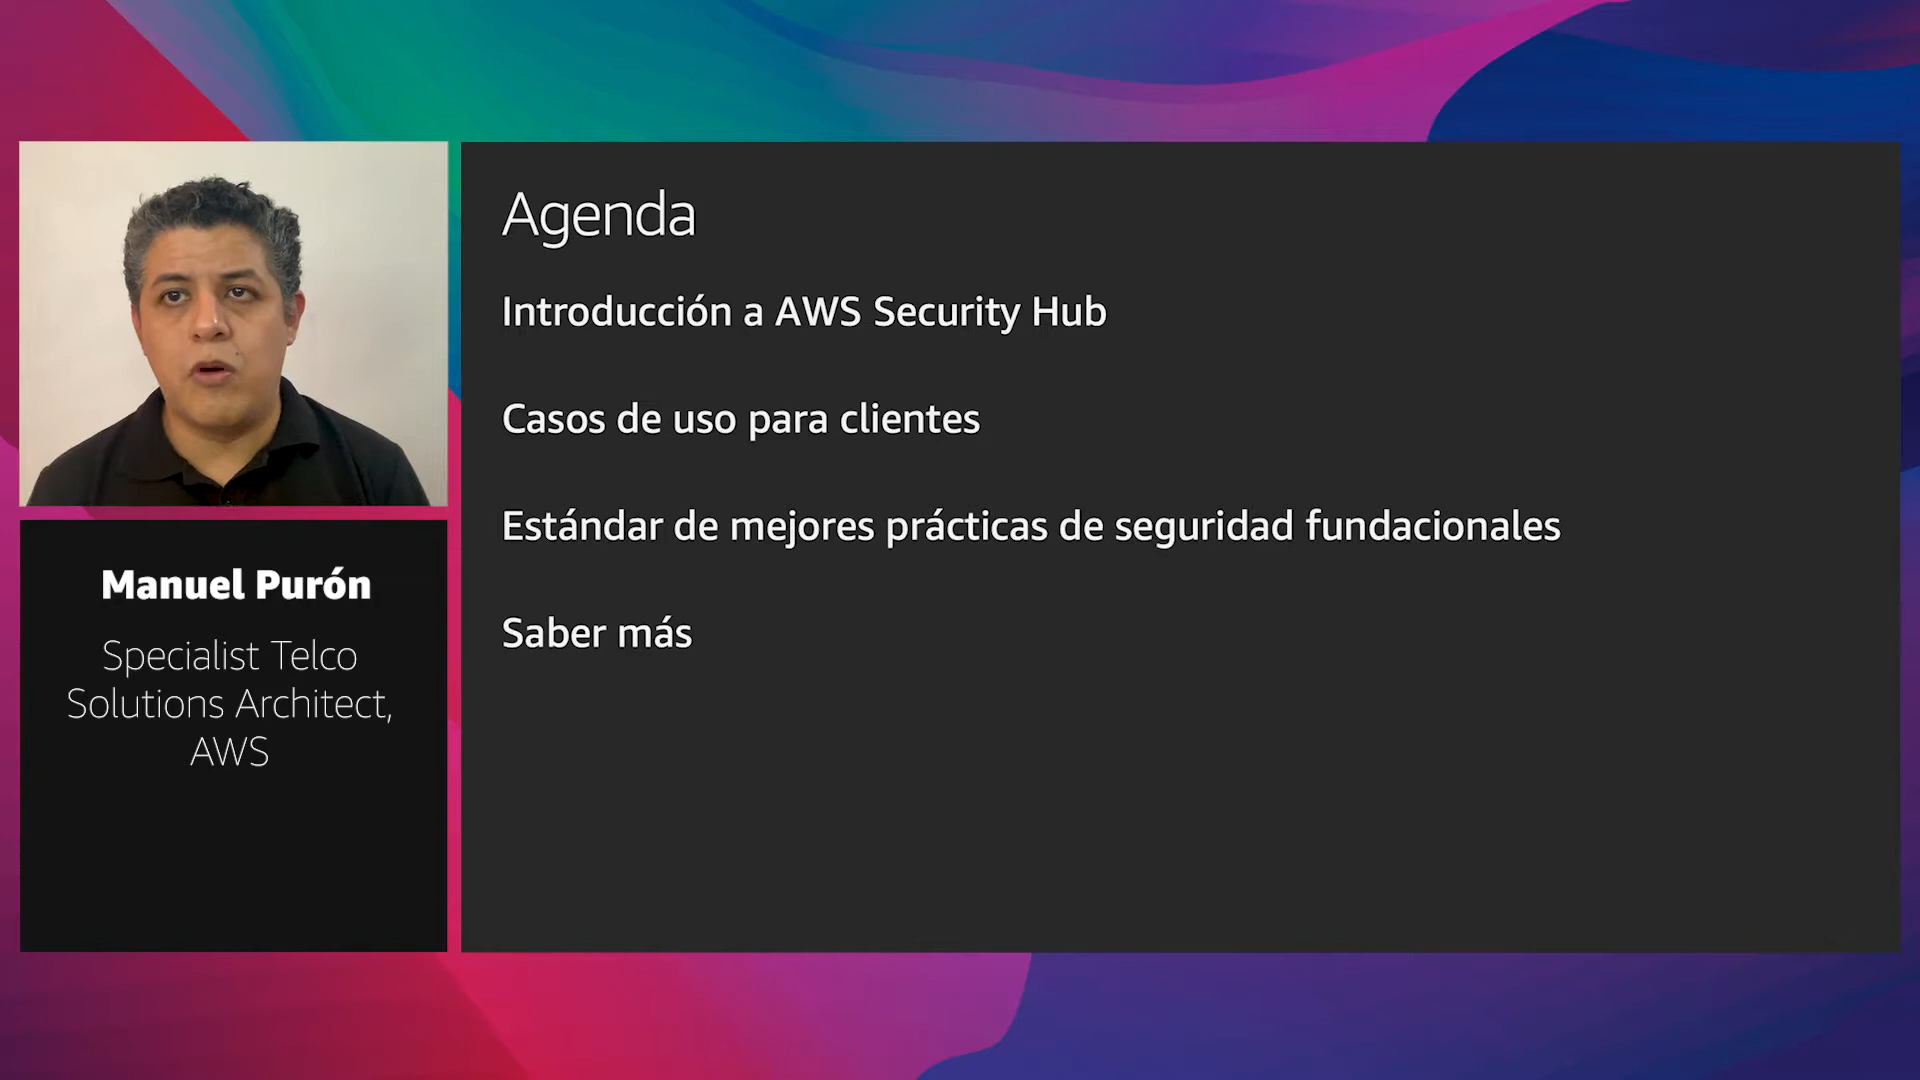 Agenda
Introducción a AWS Security Hub
Casos de uso para clientes
Estándar de mejores prácticas de seguridad fundacionales
Saber más
Manuel Purón
Specialist Telco
Solutions Architect,
AWS